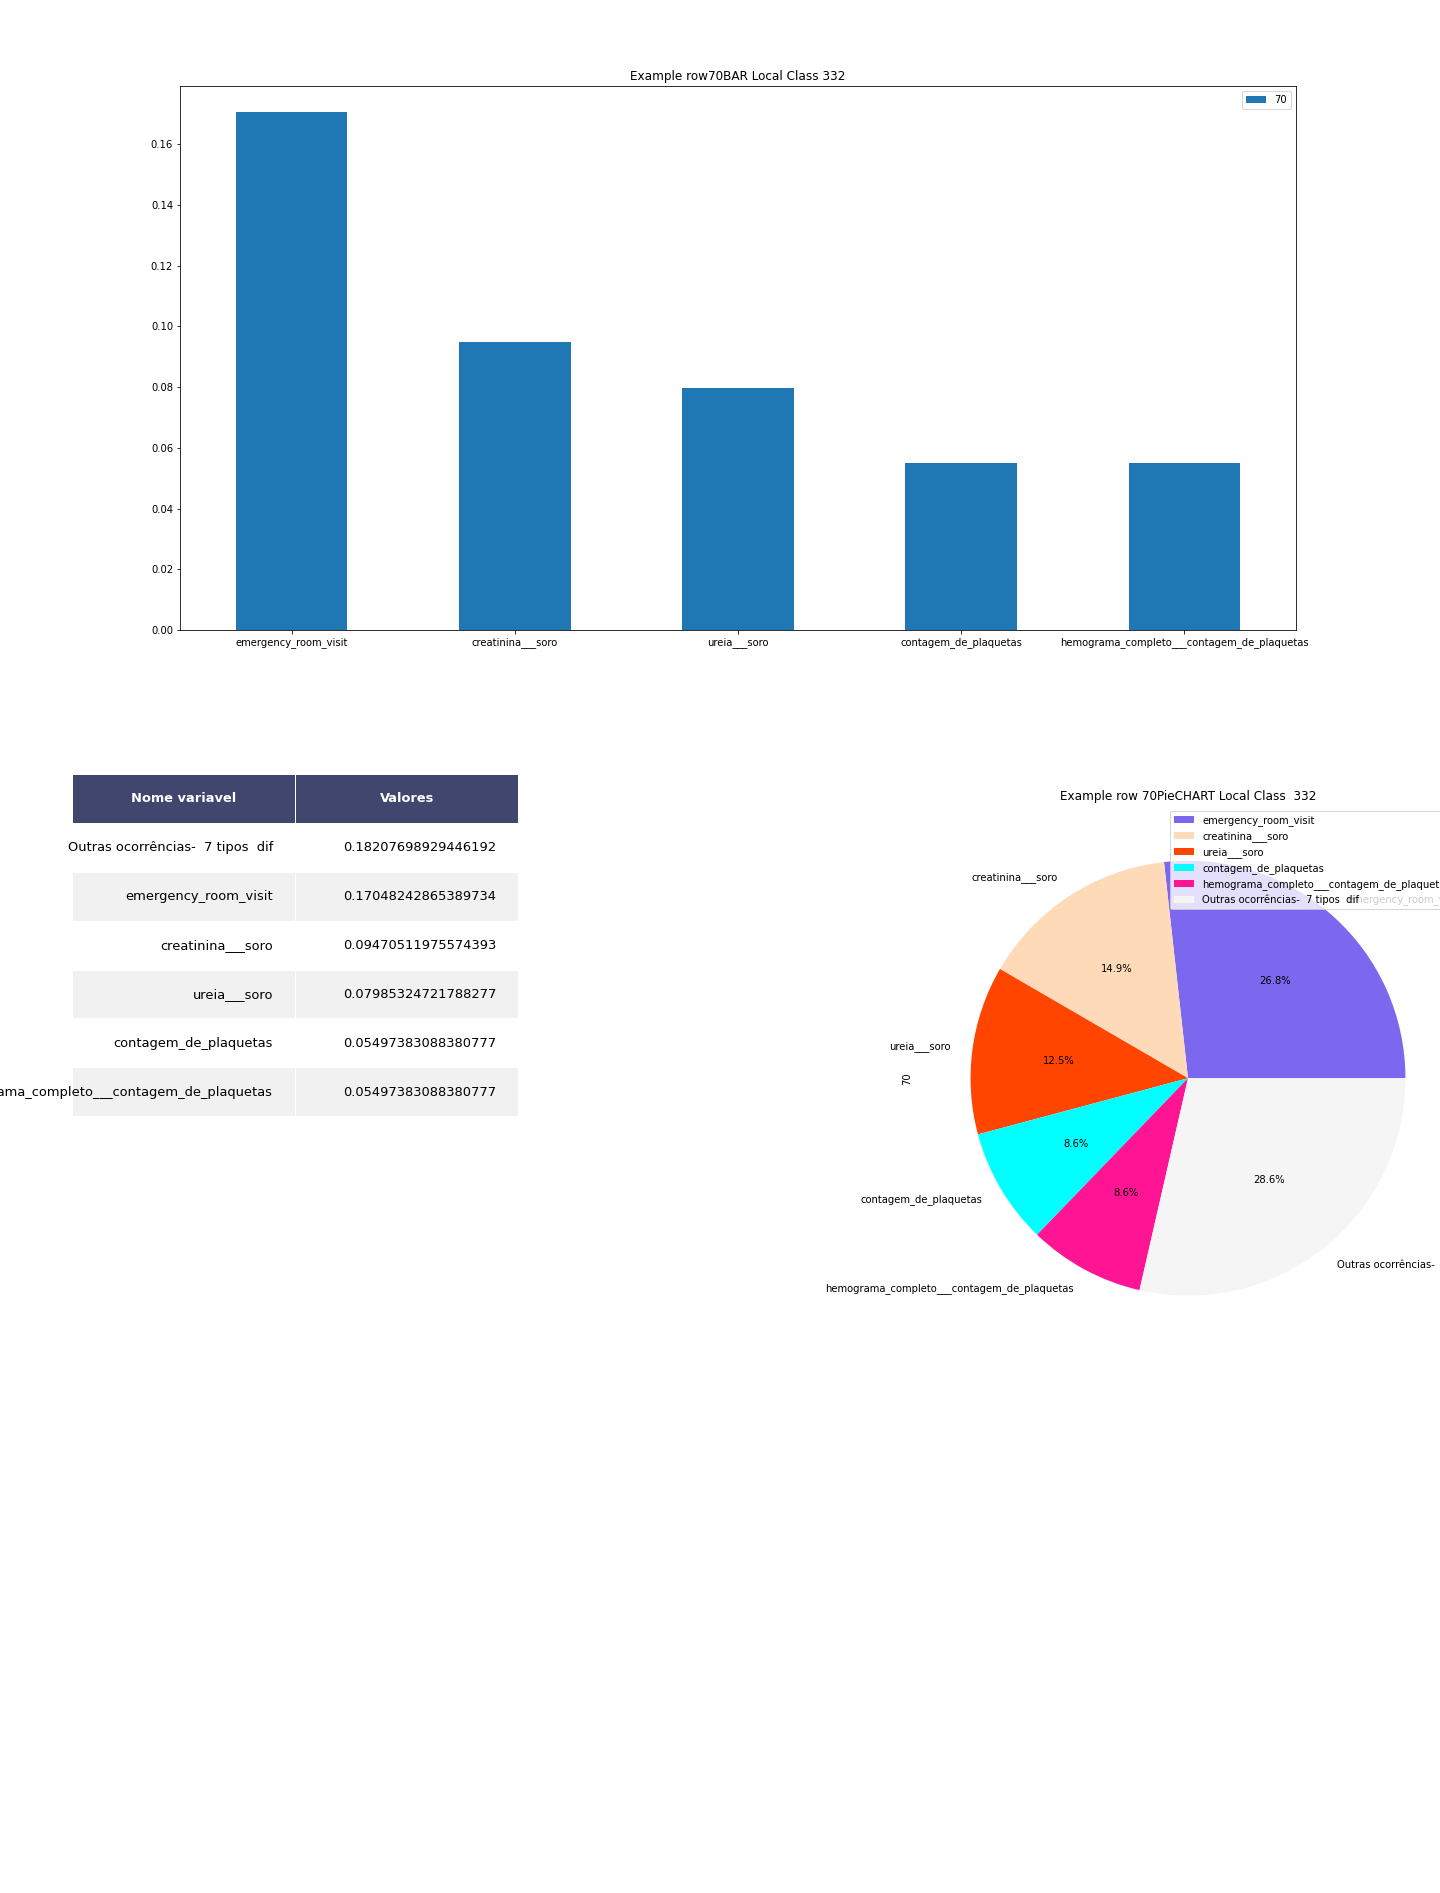 Example row70BAR Local Class 332
70
0.16
0.14
0.12
0.10
0.08
0.06
0.04
0.02
0.00
emergency_room_visit
creatinina___soro
ureia___soro
contagem_de_plaquetas
hemograma_completo___contagem_de_plaquetas
Nome variavel Valores
Outras ocorrências-  7 tipos  dif 0.18207698929446192
emergency_room_visit 0.17048242865389734
creatinina___soro 0.09470511975574393
ureia___soro 0.07985324721788277
contagem_de_plaquetas 0.05497383088380777
ama_completo___contagem_de_plaquetas 0.05497383088380777
Example row 70PieCHART Local Class  332
emergency_room_visit
creatinina___soro
ureia___soro
contagem_de_plaquetas
hemograma_completo___contagem_de_plaquet
Outras ocorrências-  7 tipos  dif
creatinina___soro
14.9%
26.8%
ureia___soro
12.5%
70
8.6%
contagem_de_plaquetas
8.6%
28.6%
Outras ocorrências-
hemograma_completo___contagem_de_plaquetas